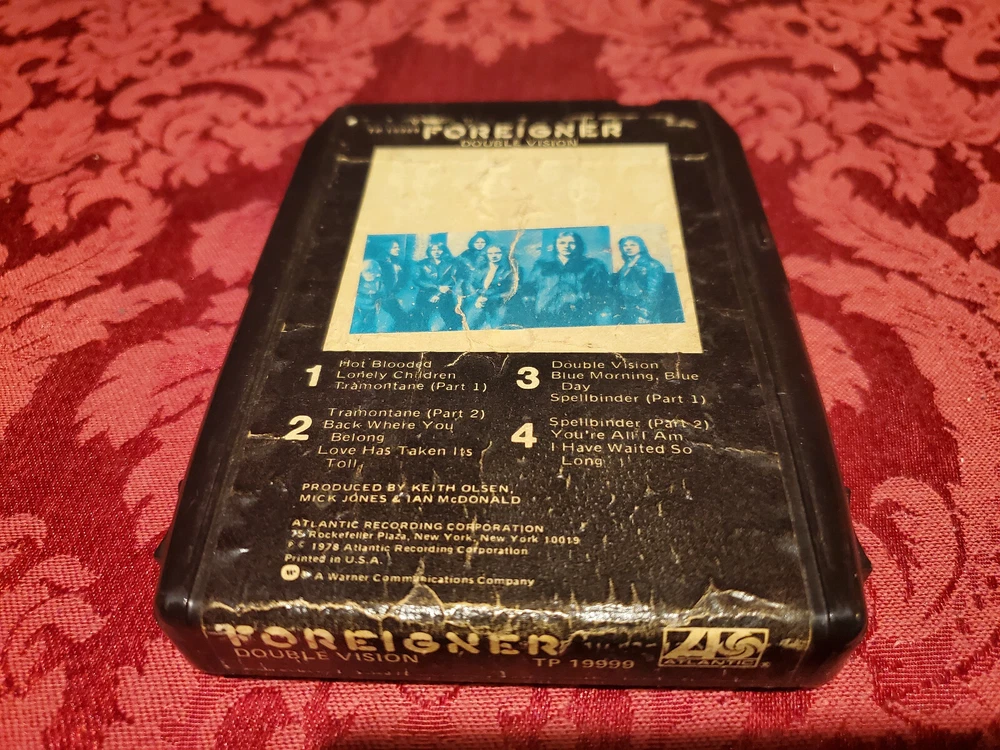 FOREIGNER
DOUBLE VISION
1
Hot Blooded
Lonely Children
Tramontane (Part 1)
2
Tramontane (Part 2)
Back Where You
Belong
Love Has Taken Its
Toll
3
Double Vision
Blue Morning, Blue
Day
Spellbinder (Part 1)
4
Spellbinder (Part 2)
You're All I Am
I Have Waited So
Long
PRODUCED BY KEITH OLSEN,
MICK JONES & IAN McDONALD
ATLANTIC RECORDING CORPORATION
75 Rockefeller Plaza, New York, New York 10019
℗ © 1978 Atlantic Recording Corporation
Printed in U.S.A.
A Warner Communications Company
FOREIGNER
DOUBLE VISION
TP 19999
ATLANTIC